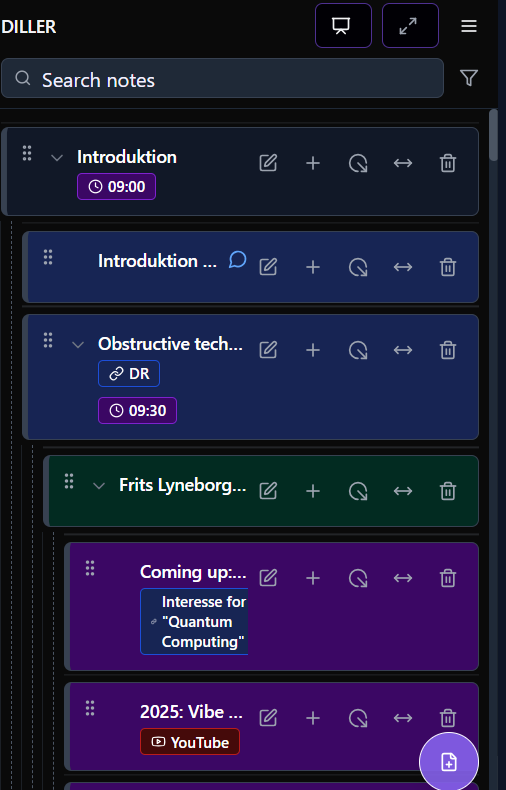 DILLER
Search notes
Introduktion
09:00
Introduktion ...
Obstructive tech...
DR
09:30
Frits Lyneborg...
Coming up:...
Interesse for
"Quantum
Computing"
2025: Vibe ...
YouTube